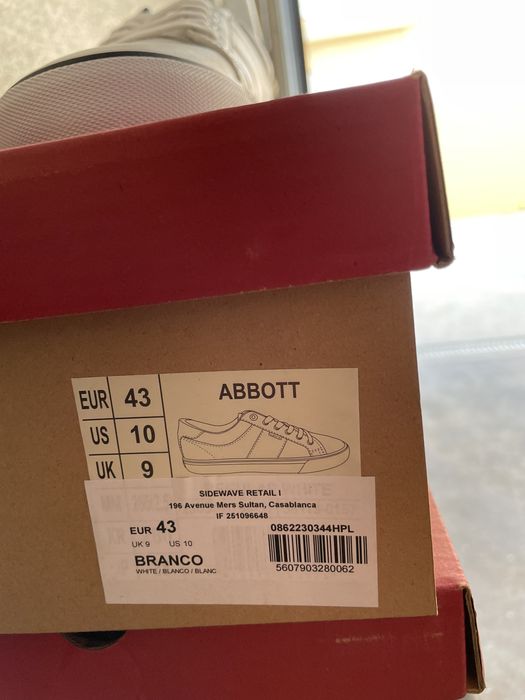 ABBOTT
EUR 43
US 10
UK 9
SIDEWAVE RETAIL I
196 Avenue Mers Sultan, Casablanca
IF 251096648
EUR 43
UK 9 US 10
BRANCO
WHITE / BLANCO / BLANC
0862230344HPL
5607903280062